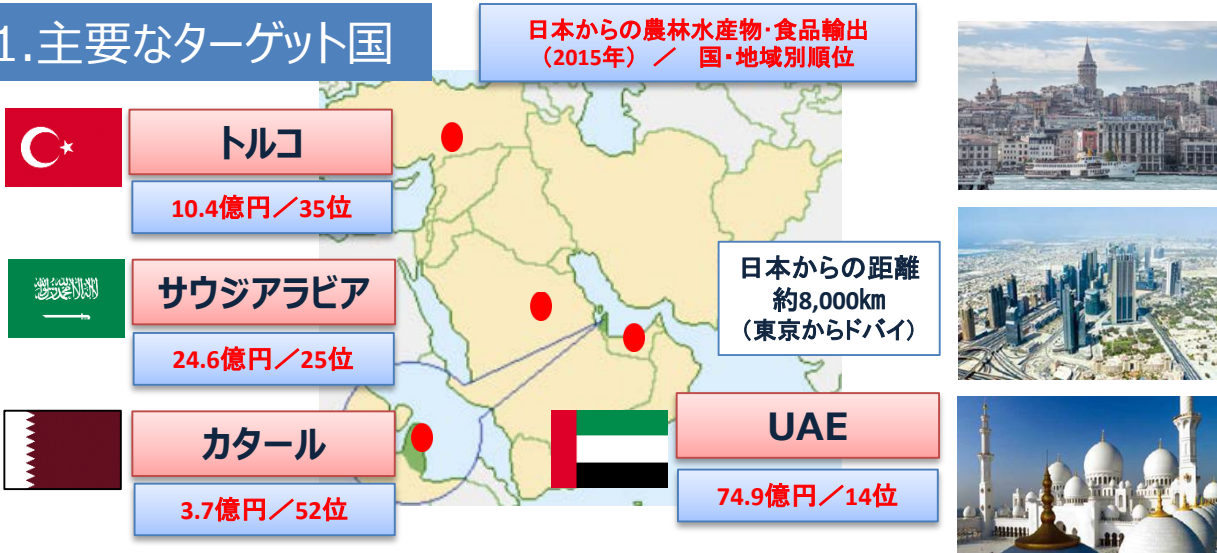 1.主要なターゲット国
日本からの農林水産物･食品輸出
（2015年） ／ 国･地域別順位
トルコ
10.4億円／35位
サウジアラビア
24.6億円／25位
日本からの距離
約8,000㎞
（東京からドバイ）
カタール
3.7億円／52位
UAE
74.9億円／14位